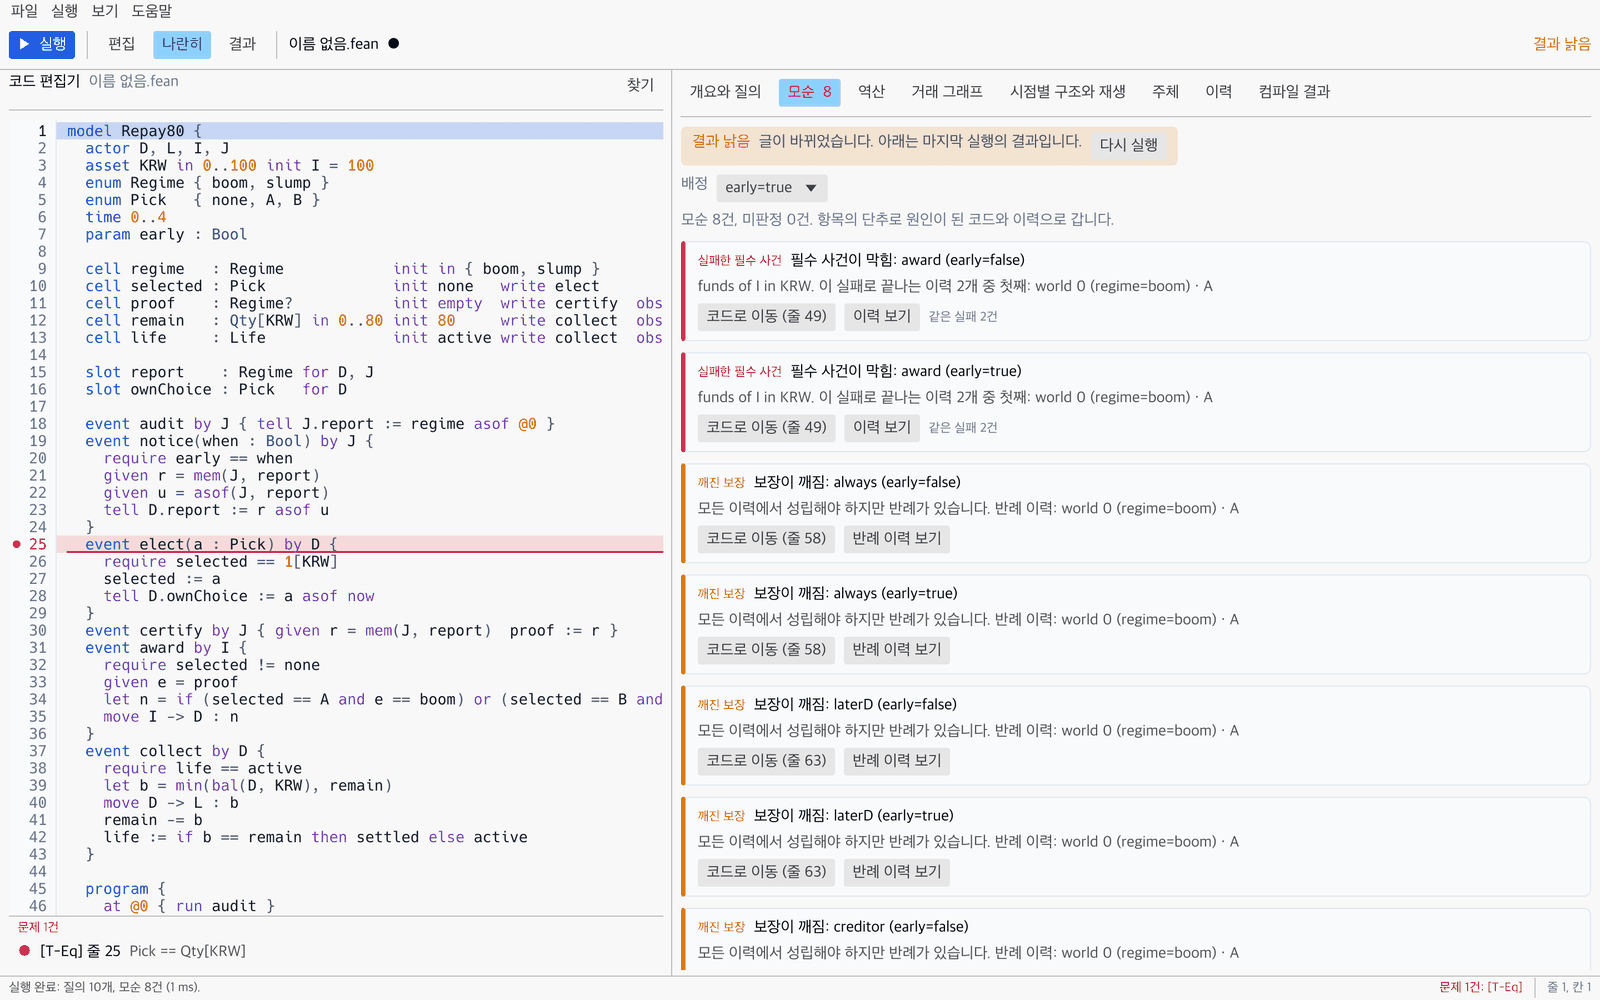 파일 실행 보기 도움말
▶ 실행 편집 나란히 결과 이름 없음.fean ● 결과 낡음
코드 편집기 이름 없음.fean 찾기
1 model Repay80 {
2 actor D, L, I, J
3 asset KRW in 0..100 init I = 100
4 enum Regime { boom, slump }
5 enum Pick { none, A, B }
6 time 0..4
7 param early : Bool
8
9 cell regime : Regime init in { boom, slump }
10 cell selected : Pick init none write elect
11 cell proof : Regime? init empty write certify obs
12 cell remain : Qty[KRW] in 0..80 init 80 write collect obs
13 cell life : Life init active write collect obs
14
15 slot report : Regime for D, J
16 slot ownChoice : Pick for D
17
18 event audit by J { tell J.report := regime asof @0 }
19 event notice(when : Bool) by J {
20 require early == when
21 given r = mem(J, report)
22 given u = asof(J, report)
23 tell D.report := r asof u
24 }
25 event elect(a : Pick) by D {
26 require selected == 1[KRW]
27 selected := a
28 tell D.ownChoice := a asof now
29 }
30 event certify by J { given r = mem(J, report) proof := r }
31 event award by I {
32 require selected != none
33 given e = proof
34 let n = if (selected == A and e == boom) or (selected == B and
35 move I -> D : n
36 }
37 event collect by D {
38 require life == active
39 let b = min(bal(D, KRW), remain)
40 move D -> L : b
41 remain -= b
42 life := if b == remain then settled else active
43 }
44
45 program {
46 at @0 { run audit }
문제 1건
[T-Eq] 줄 25 Pick == Qty[KRW]
개요와 질의 모순 8 역산 거래 그래프 시점별 구조와 재생 주체 이력 컴파일 결과
결과 낡음 글이 바뀌었습니다. 아래는 마지막 실행의 결과입니다. 다시 실행
배정 early=true ▼
모순 8건, 미판정 0건. 항목의 단추로 원인이 된 코드와 이력으로 갑니다.
실패한 필수 사건 필수 사건이 막힘: award (early=false)
funds of I in KRW. 이 실패로 끝나는 이력 2개 중 첫째: world 0 (regime=boom) · A
코드로 이동 (줄 49) 이력 보기 같은 실패 2건
실패한 필수 사건 필수 사건이 막힘: award (early=true)
funds of I in KRW. 이 실패로 끝나는 이력 2개 중 첫째: world 0 (regime=boom) · A
코드로 이동 (줄 49) 이력 보기 같은 실패 2건
깨진 보장 보장이 깨짐: always (early=false)
모든 이력에서 성립해야 하지만 반례가 있습니다. 반례 이력: world 0 (regime=boom) · A
코드로 이동 (줄 58) 반례 이력 보기
깨진 보장 보장이 깨짐: always (early=true)
모든 이력에서 성립해야 하지만 반례가 있습니다. 반례 이력: world 0 (regime=boom) · A
코드로 이동 (줄 58) 반례 이력 보기
깨진 보장 보장이 깨짐: laterD (early=false)
모든 이력에서 성립해야 하지만 반례가 있습니다. 반례 이력: world 0 (regime=boom) · A
코드로 이동 (줄 63) 반례 이력 보기
깨진 보장 보장이 깨짐: laterD (early=true)
모든 이력에서 성립해야 하지만 반례가 있습니다. 반례 이력: world 0 (regime=boom) · A
코드로 이동 (줄 63) 반례 이력 보기
깨진 보장 보장이 깨짐: creditor (early=false)
모든 이력에서 성립해야 하지만 반례가 있습니다. 반례 이력: world 0 (regime=boom) · A
실행 완료: 질의 10개, 모순 8건 (1 ms). 문제 1건: [T-Eq] 줄 1, 칸 1